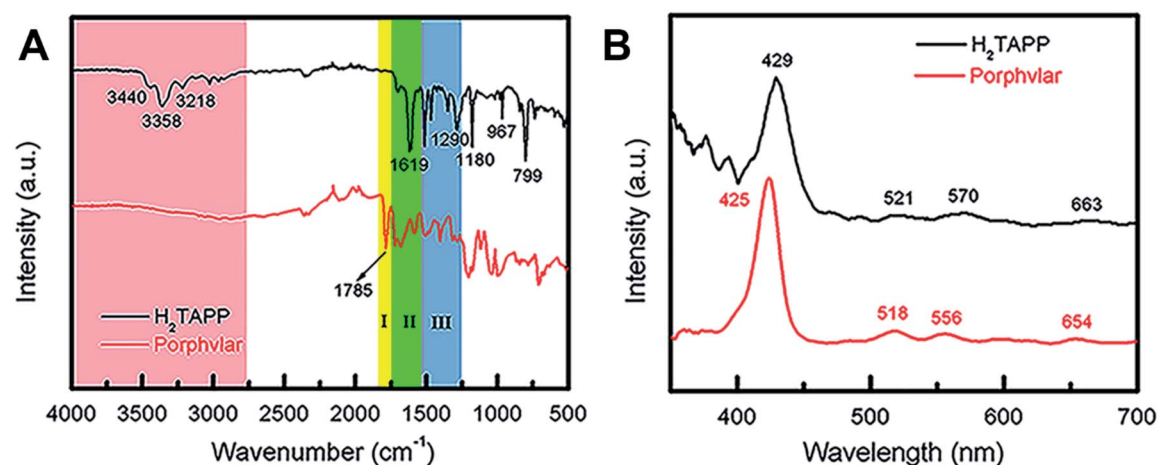 A
3440
3218
3358
1619
1290
1180
967
799
1785
H₂TAPP
Porphvlar
I
II
III
Intensity (a.u.)
4000 3500 3000 2500 2000 1500 1000 500
Wavenumber (cm⁻¹)
B
H₂TAPP
Porphvlar
429
425
521
570
663
518
556
654
Intensity (a.u.)
400 500 600 700
Wavelength (nm)